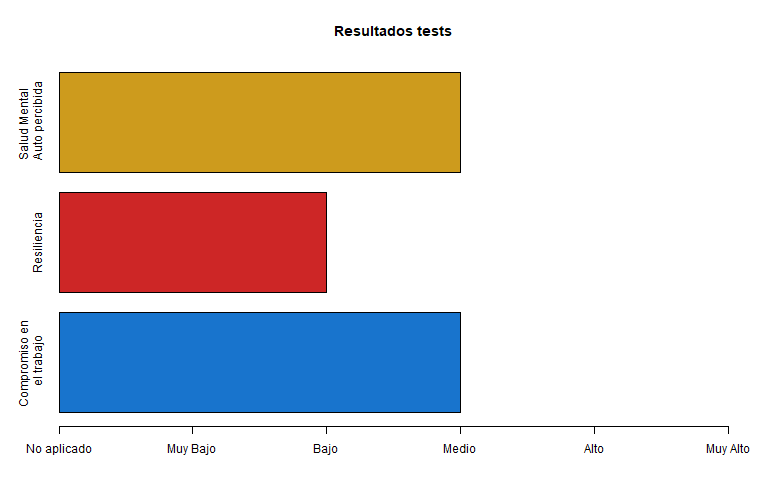 Resultados tests
Salud Mental
Auto percibida
Resiliencia
Compromiso en
el trabajo
No aplicado
Muy Bajo
Bajo
Medio
Alto
Muy Alto